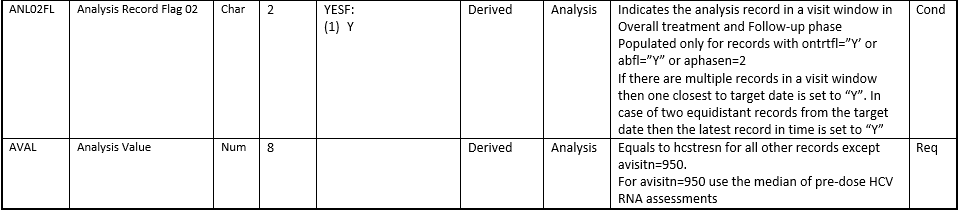 ANL02FL Analysis Record Flag 02 Char 2 YESF: Derived Analysis Indicates the analysis record in a visit window in Cond
(1) Y Overall treatment and Follow-up phase
Populated only for records with ontrtfl=”Y’ or
abfl=”Y” or aphasen=2
If there are multiple records in a visit window
then one closest to target date is set to “Y”. In
case of two equidistant records from the target
date then the latest record in time is set to “Y”
AVAL Analysis Value Num 8 Derived Analysis Equals to hcstresn for all other records except Req
avisitn=950.
For avisitn=950 use the median of pre-dose HCV
RNA assessments